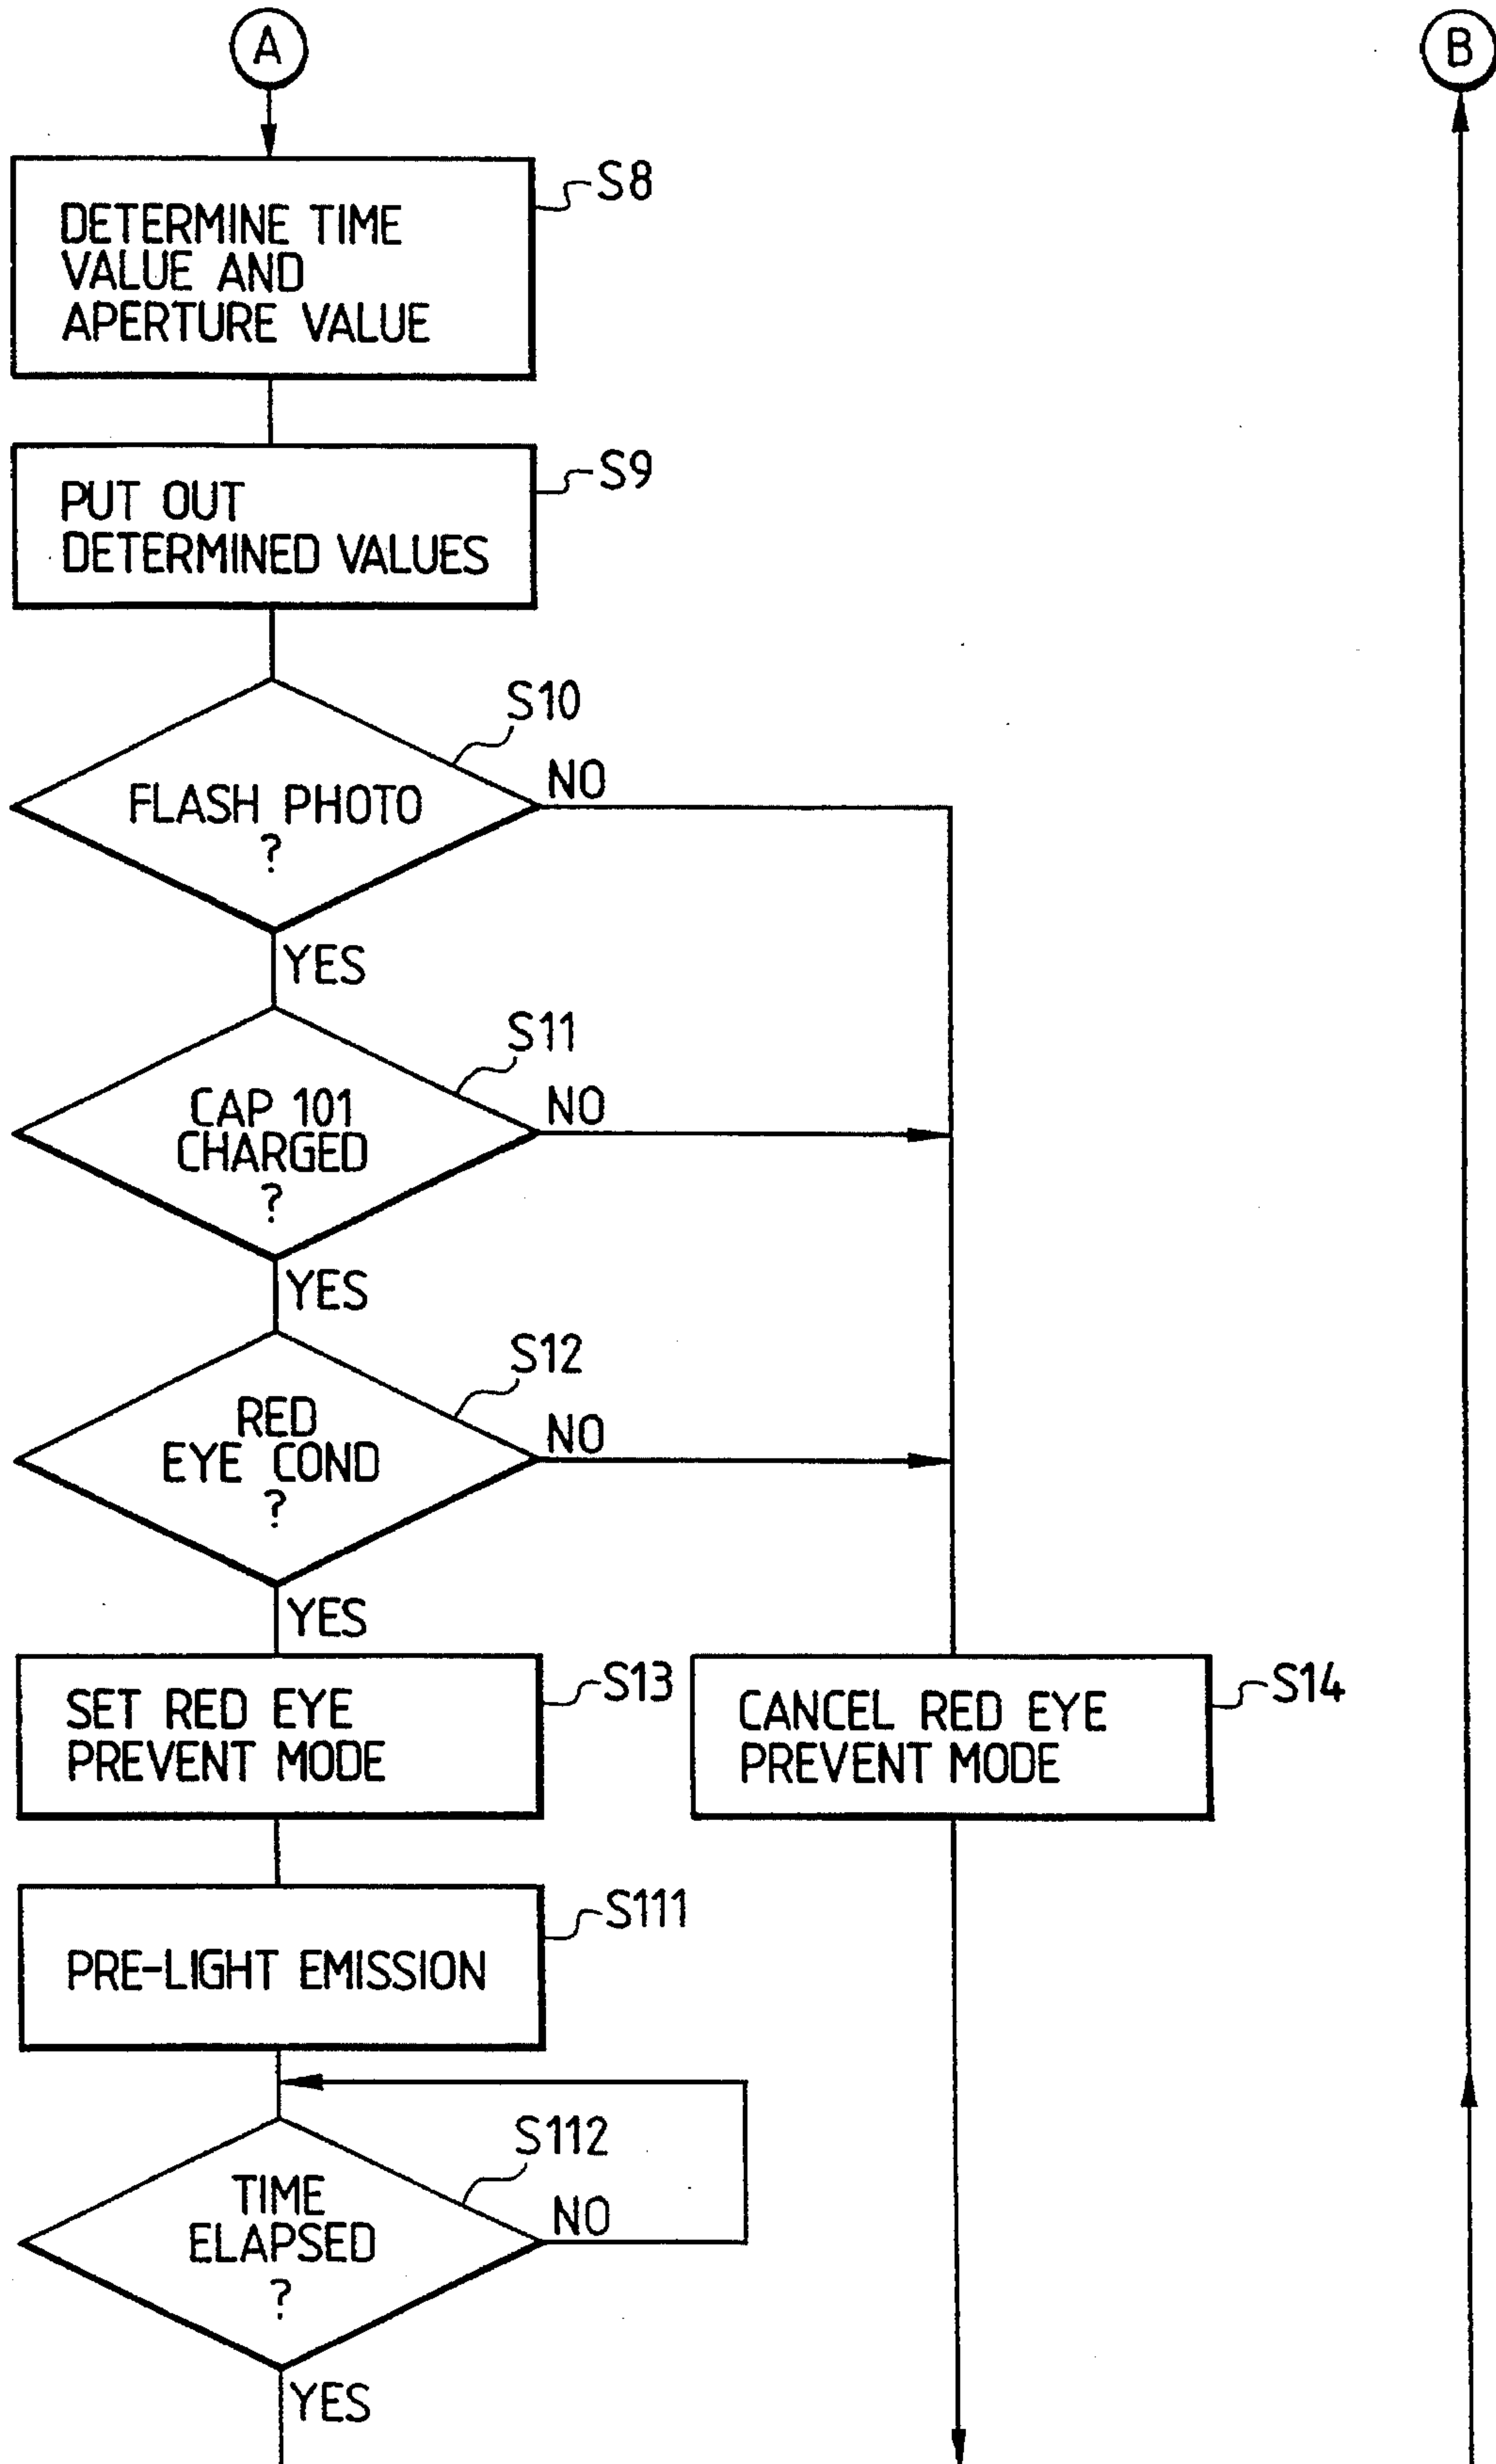 A
B
S8
DETERMINE TIME
VALUE AND
APERTURE VALUE
S9
PUT OUT
DETERMINED VALUES
S10
FLASH PHOTO
?
NO
YES
S11
CAP 101
CHARGED
?
NO
YES
S12
RED
EYE COND
?
NO
YES
S13
SET RED EYE
PREVENT MODE
S14
CANCEL RED EYE
PREVENT MODE
S111
PRE-LIGHT EMISSION
S112
TIME
ELAPSED
?
NO
YES